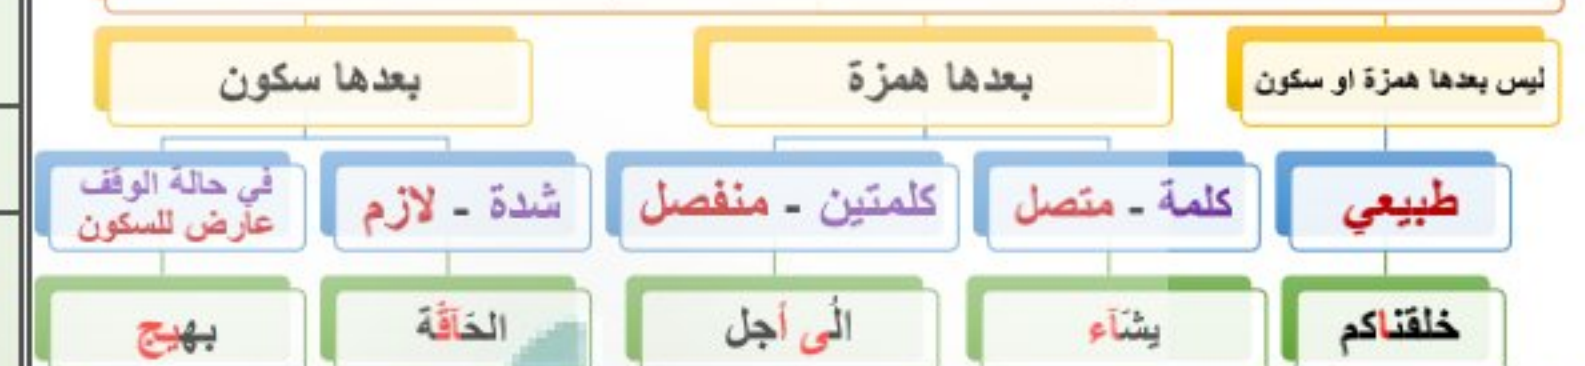 ليس بعدها همزة او سكون
بعدها همزة
بعدها سكون
طبيعي
كلمة - متصل
كلمتين - منفصل
شدة - لازم
في حالة الوقف
عارض للسكون
خلقناكم
يشَآء
الُى أجل
الحَآقَّة
بهيج